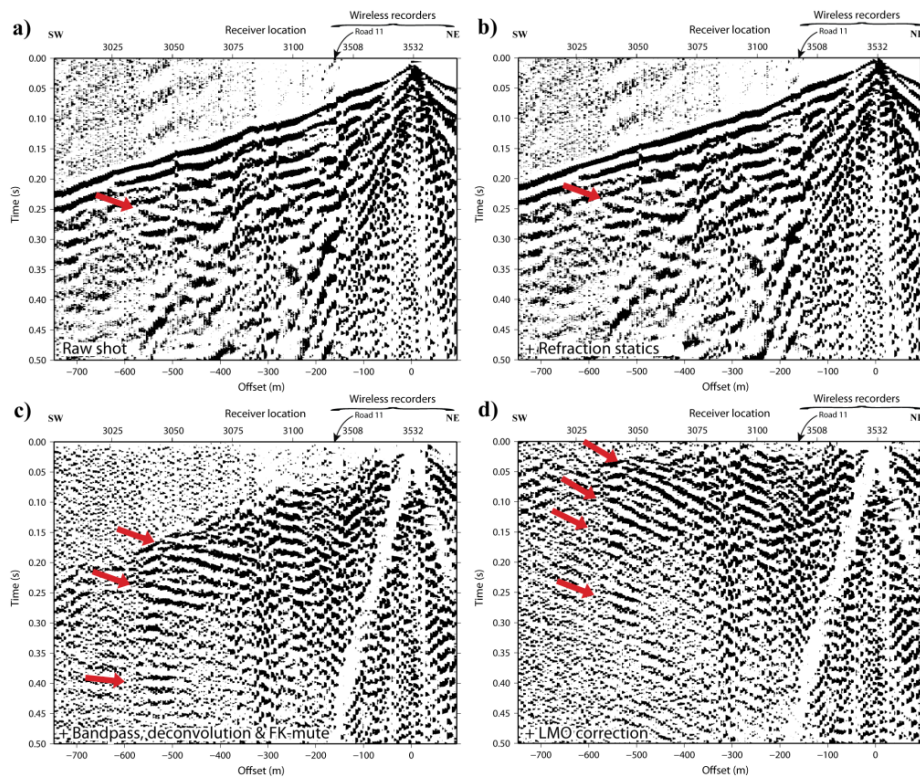 a)
SW
Receiver location
Wireless recorders
Road 11
NE
3025 3050 3075 3100 3508 3532
Time (s)
0.00
0.05
0.10
0.15
0.20
0.25
0.30
0.35
0.40
0.45
0.50
Raw shot
−700 −600 −500 −400 −300 −200 −100 0
Offset (m)
b)
SW
Receiver location
Wireless recorders
Road 11
NE
3025 3050 3075 3100 3508 3532
Time (s)
0.00
0.05
0.10
0.15
0.20
0.25
0.30
0.35
0.40
0.45
0.50
+ Refraction statics
−700 −600 −500 −400 −300 −200 −100 0
Offset (m)
c)
SW
Receiver location
Wireless recorders
Road 11
NE
3025 3050 3075 3100 3508 3532
Time (s)
0.00
0.05
0.10
0.15
0.20
0.25
0.30
0.35
0.40
0.45
0.50
+ Bandpass, deconvolution & FK-mute
−700 −600 −500 −400 −300 −200 −100 0
Offset (m)
d)
SW
Receiver location
Wireless recorders
Road 11
NE
3025 3050 3075 3100 3508 3532
Time (s)
0.00
0.05
0.10
0.15
0.20
0.25
0.30
0.35
0.40
0.45
0.50
+ LMO correction
−700 −600 −500 −400 −300 −200 −100 0
Offset (m)